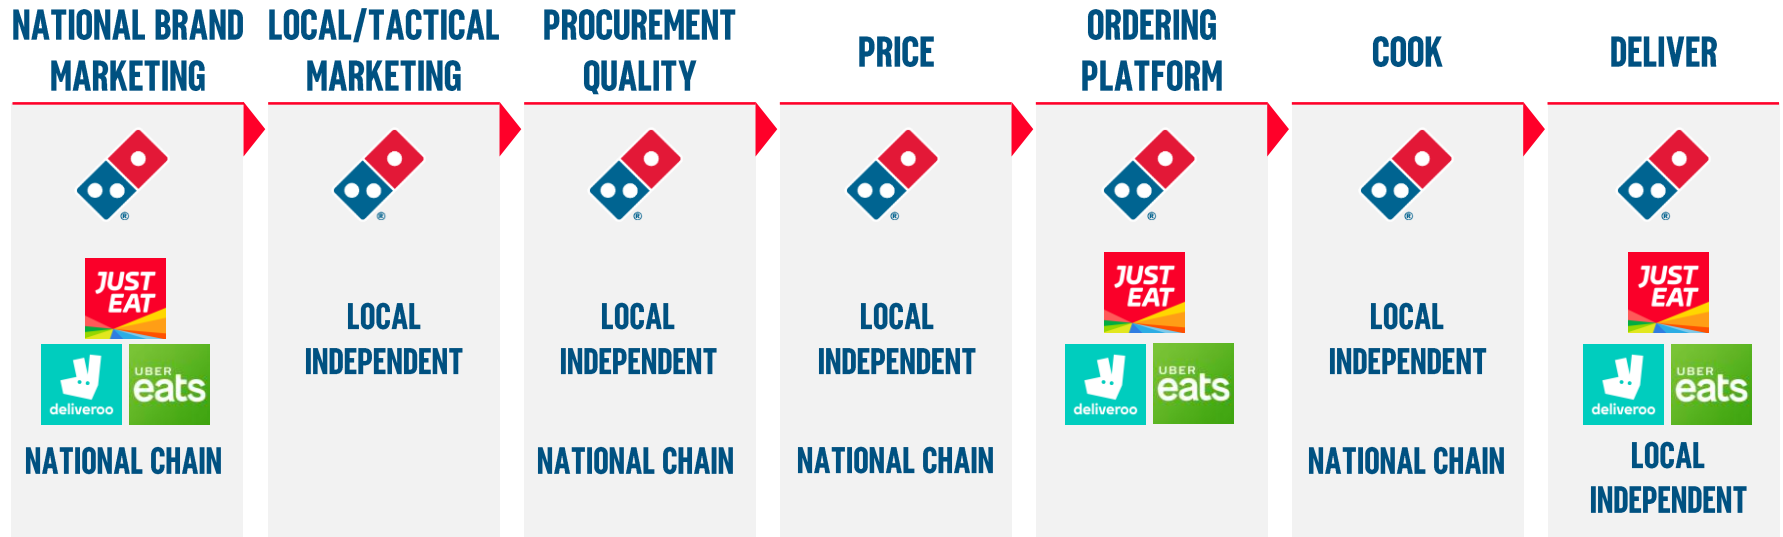 NATIONAL BRAND
MARKETING
LOCAL/TACTICAL
MARKETING
PROCUREMENT
QUALITY
PRICE
ORDERING
PLATFORM
COOK
DELIVER
®
JUST
EAT
deliveroo
UBER
eats
NATIONAL CHAIN
®
LOCAL
INDEPENDENT
®
LOCAL
INDEPENDENT
NATIONAL CHAIN
®
LOCAL
INDEPENDENT
NATIONAL CHAIN
®
JUST
EAT
deliveroo
UBER
eats
®
LOCAL
INDEPENDENT
NATIONAL CHAIN
®
JUST
EAT
deliveroo
UBER
eats
LOCAL
INDEPENDENT